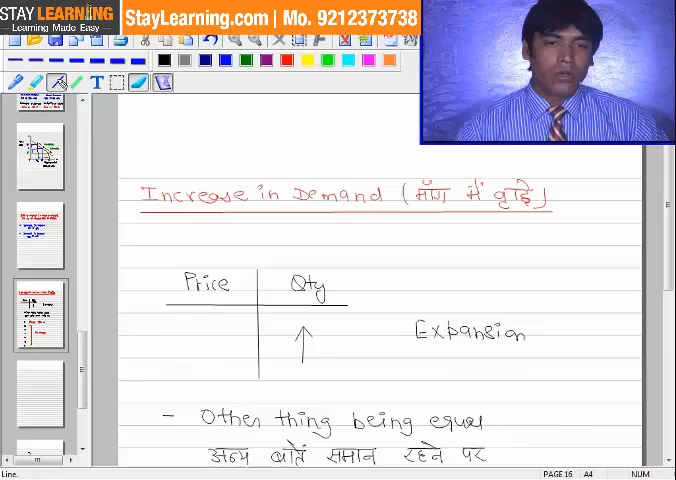 STAY LEARNING
Learning Made Easy
StayLearning.com | Mo. 9212373738
T
Increase in Demand (माँग में वृद्धि)
Price Qty
↑ Expansion
- Other thing being equal
अन्य बातें समान रहने पर
Line.
PAGE 16 A4 NUM